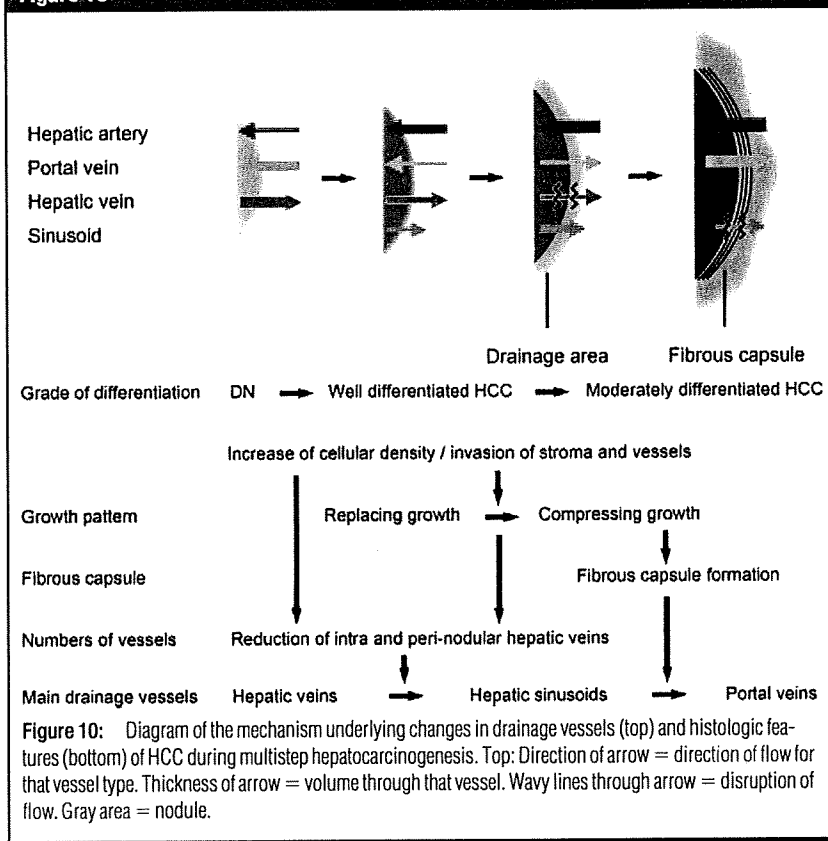 Hepatic artery
Portal vein
Hepatic vein
Sinusoid
Drainage area Fibrous capsule
Grade of differentiation DN Well differentiated HCC Moderately differentiated HCC
Increase of cellular density / invasion of stroma and vessels
Growth pattern Replacing growth Compressing growth
Fibrous capsule Fibrous capsule formation
Numbers of vessels Reduction of intra and peri-nodular hepatic veins
Main drainage vessels Hepatic veins Hepatic sinusoids Portal veins
Figure 10: Diagram of the mechanism underlying changes in drainage vessels (top) and histologic fea-
tures (bottom) of HCC during multistep hepatocarcinogenesis. Top: Direction of arrow = direction of flow for
that vessel type. Thickness of arrow = volume through that vessel. Wavy lines through arrow = disruption of
flow. Gray area = nodule.